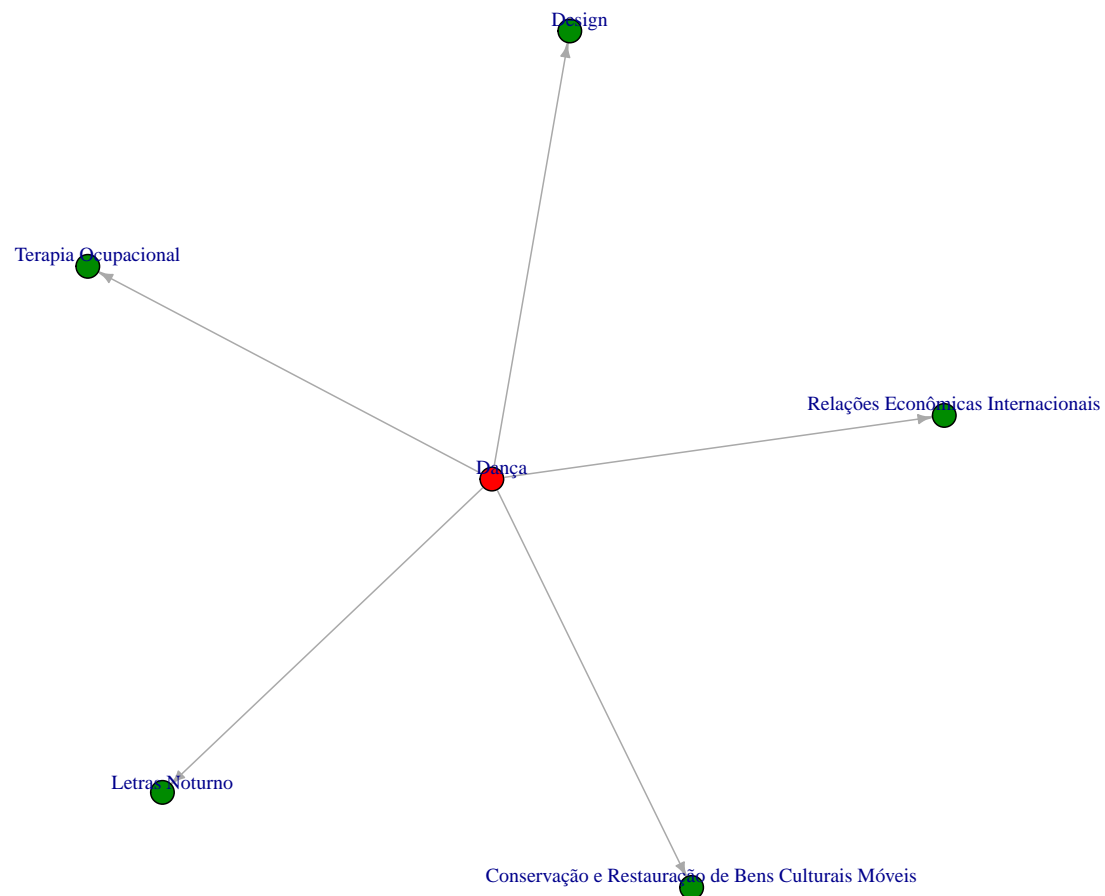 Design
Terapia Ocupacional
Relações Econômicas Internacionais
Dança
Letras Noturno
Conservação e Restauração de Bens Culturais Móveis